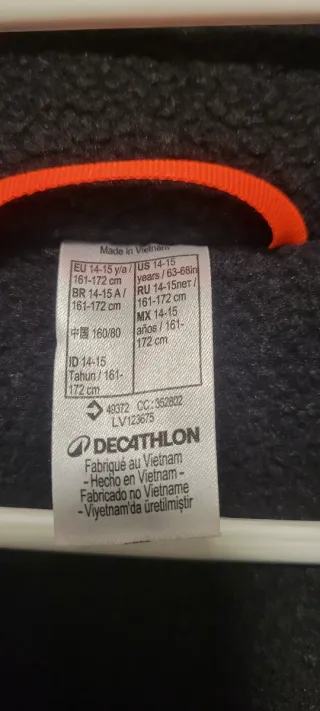 Made in Vietnam
EU 14-15 y/a /
161-172 cm
BR 14-15 A /
161-172 cm
中国 160/80
ID 14-15
Tahun / 161-
172 cm
US 14-15
years / 63-68in
RU 14-15лет /
161-172 cm
MX 14-15
años / 161-
172 cm
49372 CC: 352802
LV123675
DECATHLON
Fabriqué au Vietnam
- Hecho en Vietnam -
Fabricado no Vietname
- Viyetnam'da üretilmiştir